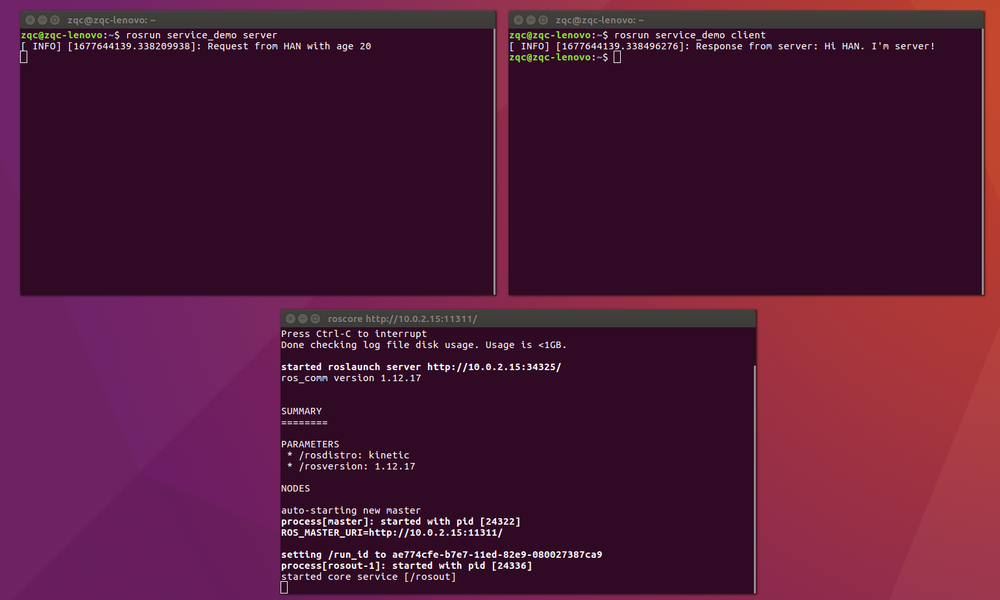 zqc@zqc-lenovo: ~
zqc@zqc-lenovo:~$ rosrun service_demo server
[ INFO] [1677644139.338209938]: Request from HAN with age 20
zqc@zqc-lenovo: ~
zqc@zqc-lenovo:~$ rosrun service_demo client
[ INFO] [1677644139.338496276]: Response from server: Hi HAN. I'm server!
zqc@zqc-lenovo:~$
roscore http://10.0.2.15:11311/
Press Ctrl-C to interrupt
Done checking log file disk usage. Usage is <1GB.
started roslaunch server http://10.0.2.15:34325/
ros_comm version 1.12.17
SUMMARY
========
PARAMETERS
 * /rosdistro: kinetic
 * /rosversion: 1.12.17
NODES
auto-starting new master
process[master]: started with pid [24322]
ROS_MASTER_URI=http://10.0.2.15:11311/
setting /run_id to ae774cfe-b7e7-11ed-82e9-080027387ca9
process[rosout-1]: started with pid [24336]
started core service [/rosout]